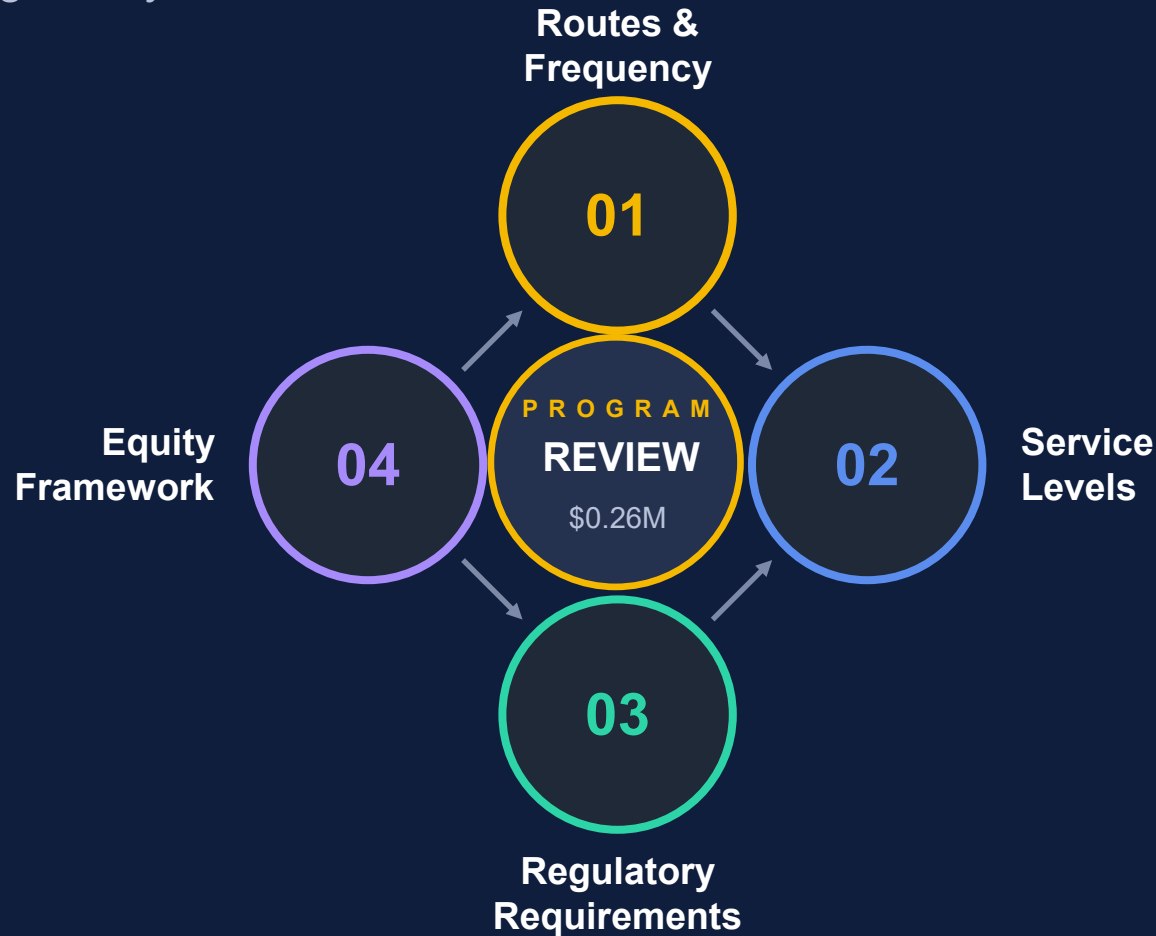 Routes &
Frequency
01
04
PROGRAM
REVIEW
$0.26M
02
Equity
Framework
Service
Levels
03
Regulatory
Requirements